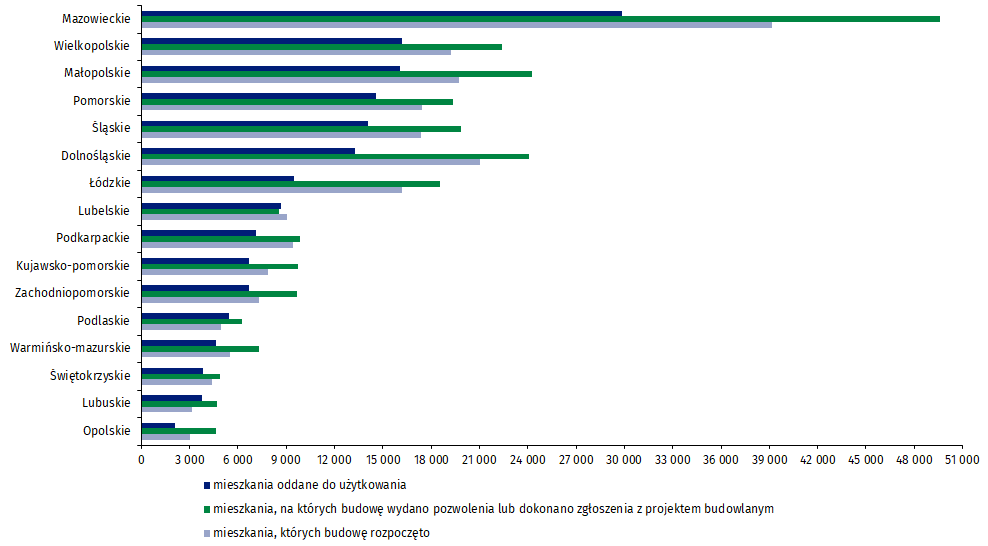 Mazowieckie
Wielkopolskie
Małopolskie
Pomorskie
Śląskie
Dolnośląskie
Łódzkie
Lubelskie
Podkarpackie
Kujawsko-pomorskie
Zachodniopomorskie
Podlaskie
Warmińsko-mazurskie
Świętokrzyskie
Lubuskie
Opolskie
0 3 000 6 000 9 000 12 000 15 000 18 000 21 000 24 000 27 000 30 000 33 000 36 000 39 000 42 000 45 000 48 000 51 000
mieszkania oddane do użytkowania
mieszkania, na których budowę wydano pozwolenia lub dokonano zgłoszenia z projektem budowlanym
mieszkania, których budowę rozpoczęto